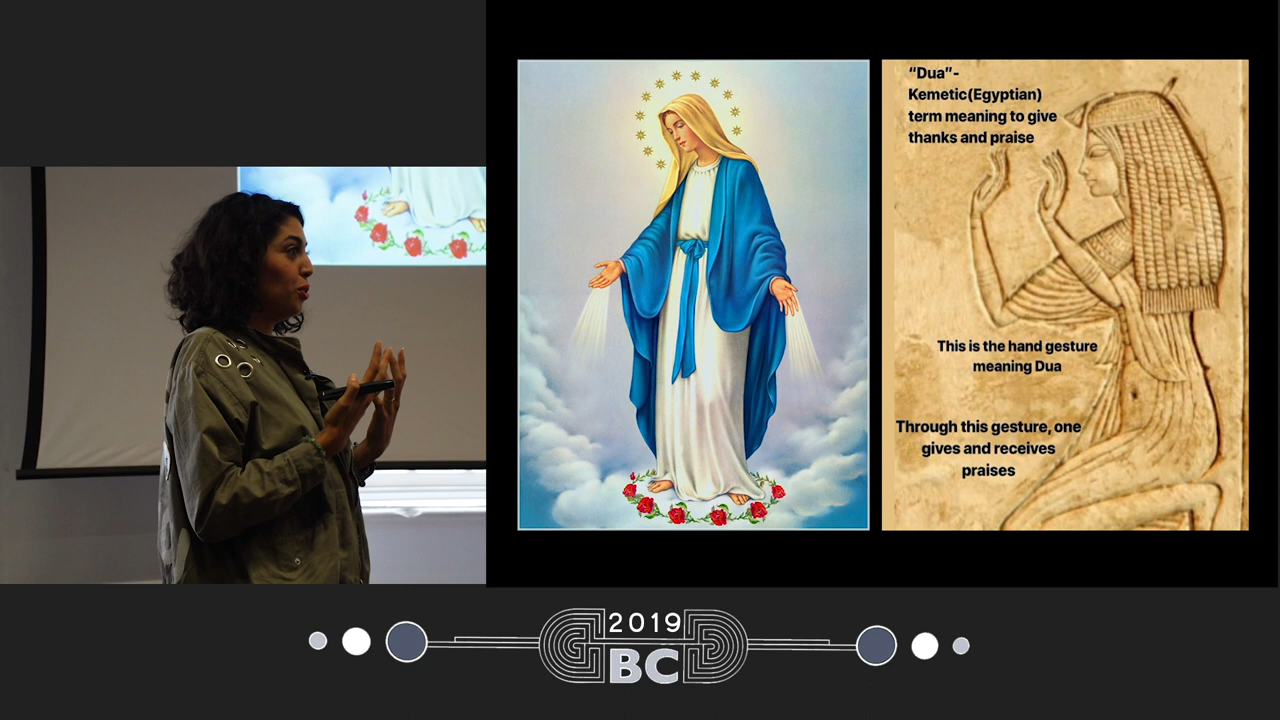 “Dua”-
Kemetic(Egyptian)
term meaning to give
thanks and praise
This is the hand gesture
meaning Dua
Through this gesture, one
gives and receives
praises
2019
BC